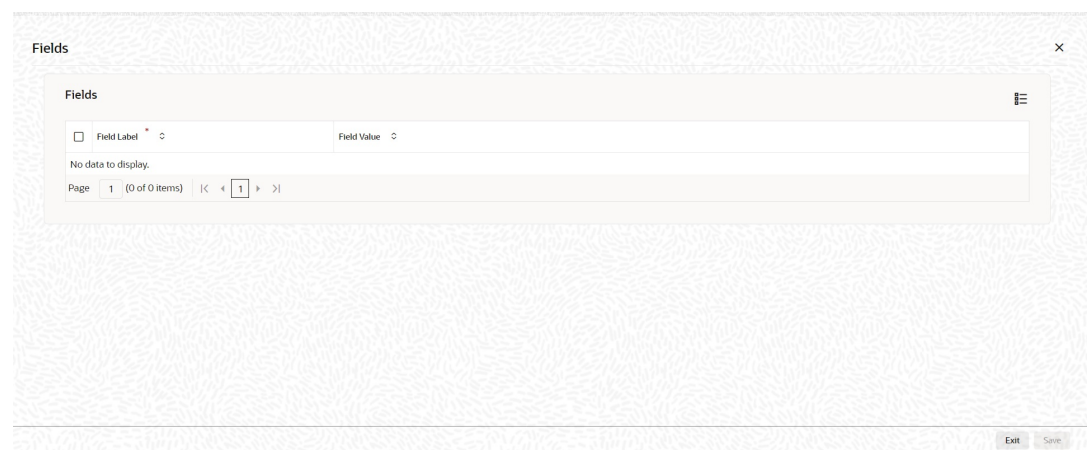 Fields
Fields
Field Label * Field Value
No data to display.
Page 1 (0 of 0 items) 1
Exit Save